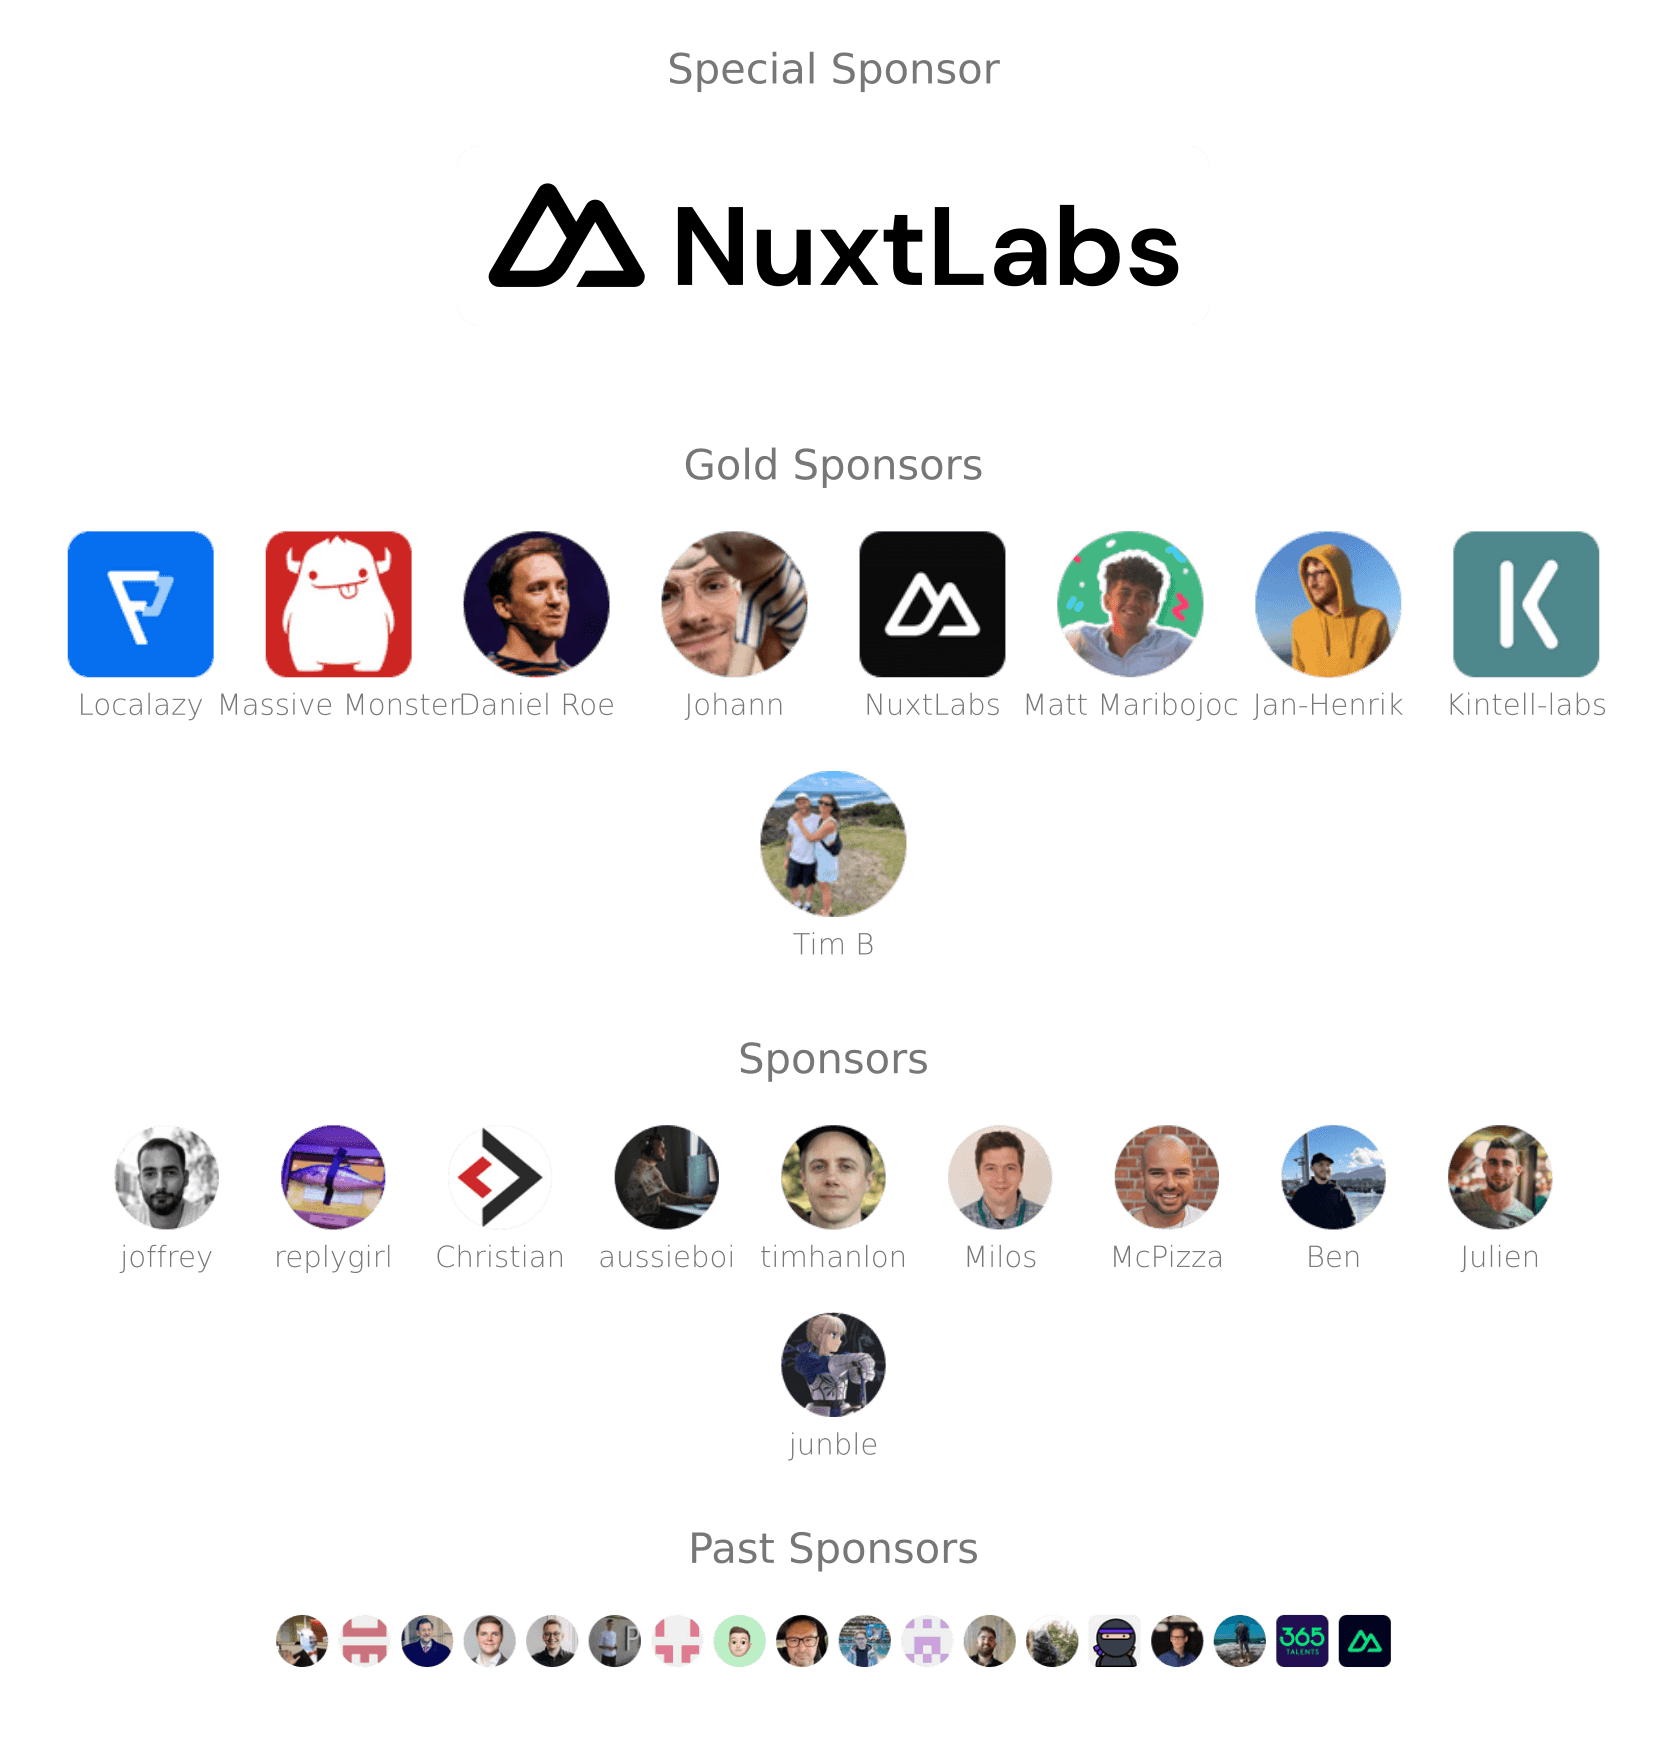 Special Sponsor
NuxtLabs
Gold Sponsors
Localazy Massive Monster Daniel Roe Johann NuxtLabs Matt Maribojoc Jan-Henrik Kintell-labs
Tim B
Sponsors
joffrey replygirl Christian aussieboi timhanlon Milos McPizza Ben Julien
junble
Past Sponsors
P
365
TALENTS